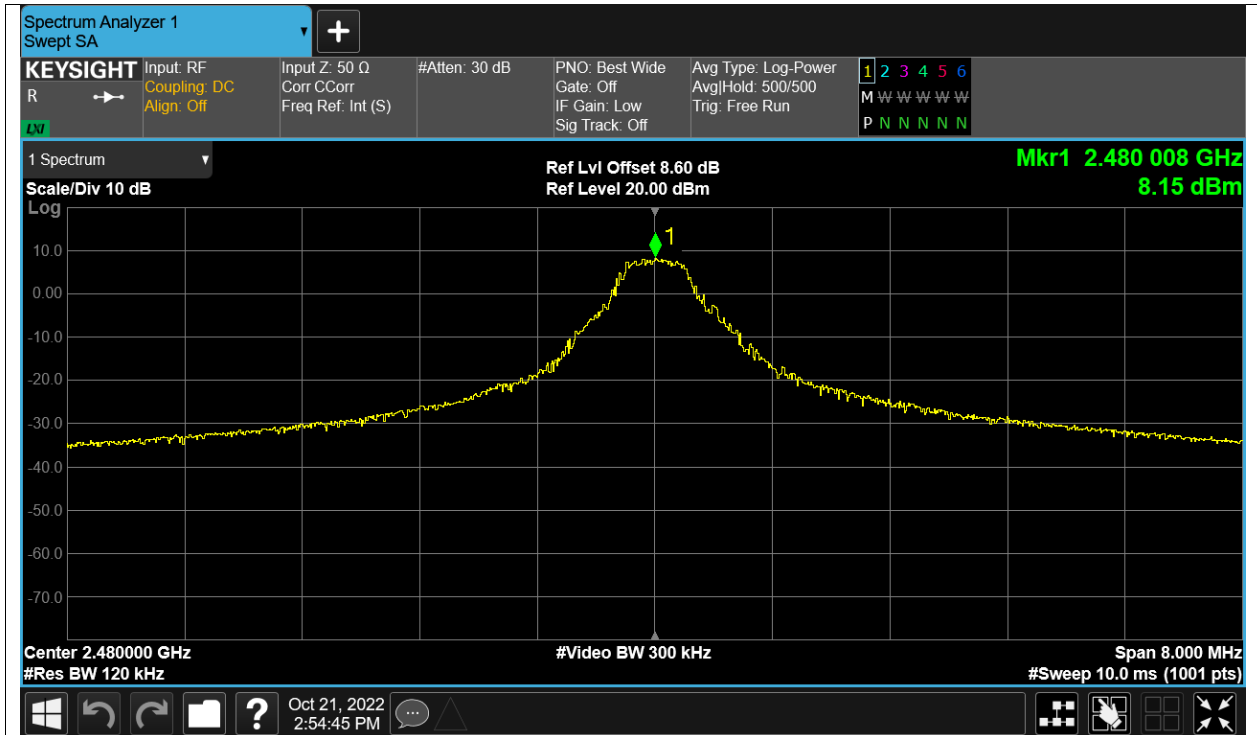 Spectrum Analyzer 1
Swept SA
KEYSIGHT
R
LXI
Input: RF
Coupling: DC
Align: Off
Input Z: 50 Ω
Corr CCorr
Freq Ref: Int (S)
#Atten: 30 dB
PNO: Best Wide
Gate: Off
IF Gain: Low
Sig Track: Off
Avg Type: Log-Power
Avg|Hold: 500/500
Trig: Free Run
1 2 3 4 5 6
M W W W W W W
P N N N N N N
1 Spectrum
Scale/Div 10 dB
Log
Ref Lvl Offset 8.60 dB
Ref Level 20.00 dBm
Mkr1 2.480 008 GHz
8.15 dBm
1
10.0
0.00
-10.0
-20.0
-30.0
-40.0
-50.0
-60.0
-70.0
Center 2.480000 GHz
#Video BW 300 kHz
Span 8.000 MHz
#Res BW 120 kHz
#Sweep 10.0 ms (1001 pts)
?
Oct 21, 2022
2:54:45 PM